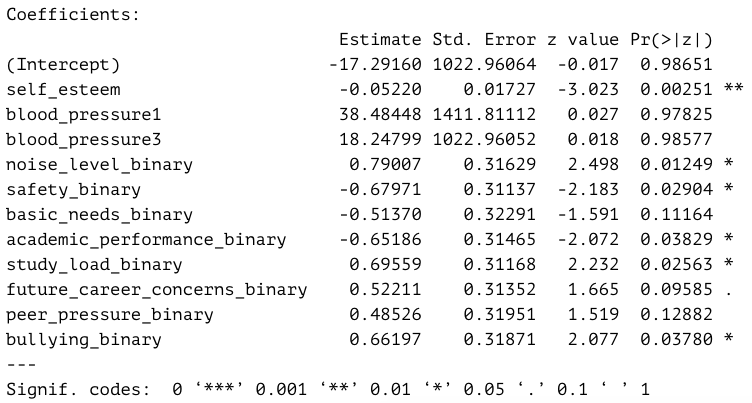 Coefficients:
                              Estimate Std. Error z value Pr(>|z|)
(Intercept)                  -17.29160 1022.96064  -0.017  0.98651
self_esteem                   -0.05220    0.01727  -3.023  0.00251 **
blood_pressure1               38.48448 1411.81112   0.027  0.97825
blood_pressure3               18.24799 1022.96052   0.018  0.98577
noise_level_binary             0.79007    0.31629   2.498  0.01249 *
safety_binary                 -0.67971    0.31137  -2.183  0.02904 *
basic_needs_binary            -0.51370    0.32291  -1.591  0.11164
academic_performance_binary   -0.65186    0.31465  -2.072  0.03829 *
study_load_binary              0.69559    0.31168   2.232  0.02563 *
future_career_concerns_binary  0.52211    0.31352   1.665  0.09585 .
peer_pressure_binary           0.48526    0.31951   1.519  0.12882
bullying_binary                0.66197    0.31871   2.077  0.03780 *
---
Signif. codes:  0 ‘***’ 0.001 ‘**’ 0.01 ‘*’ 0.05 ‘.’ 0.1 ‘ ’ 1